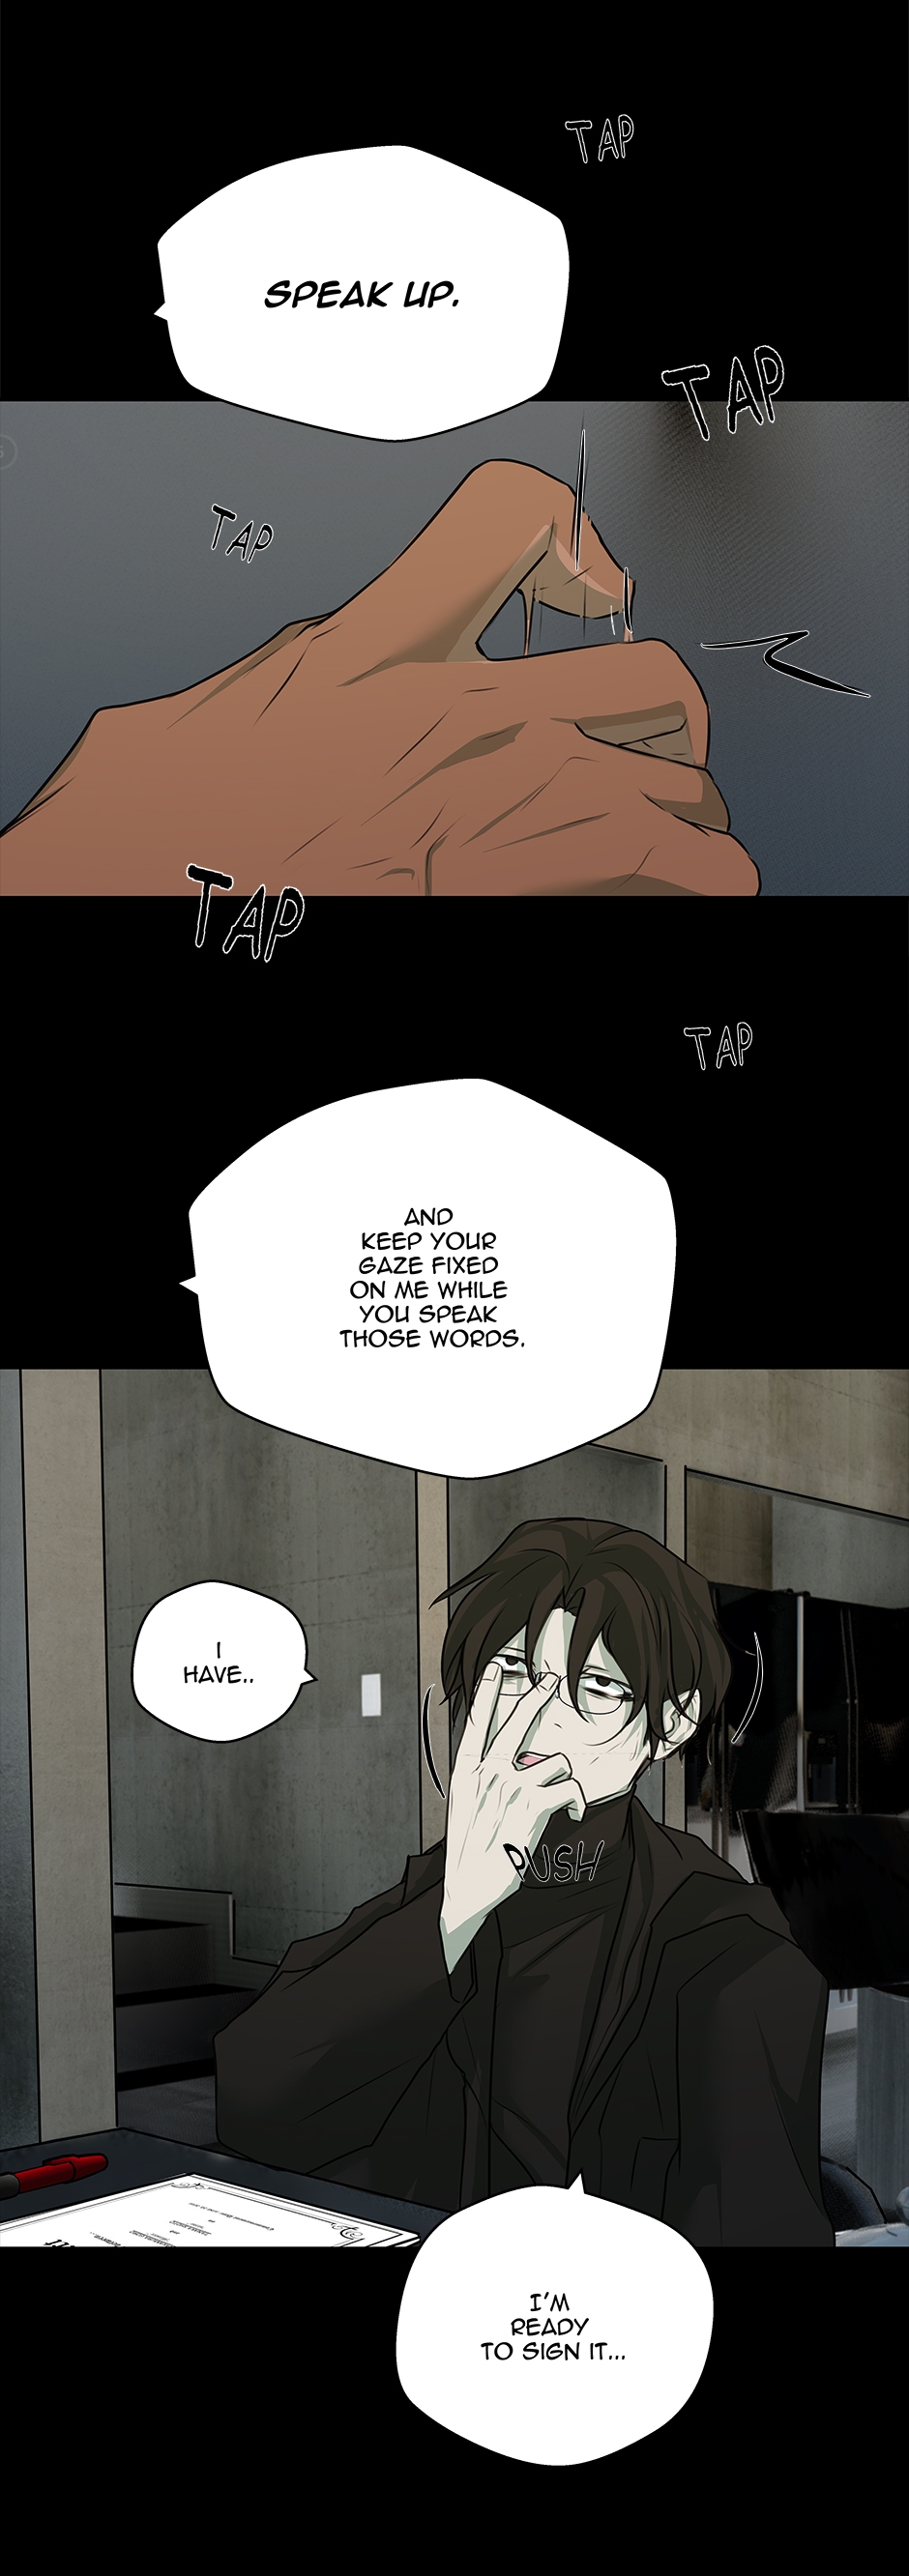 TAP
SPEAK UP.
TAP
TAP
TAP
TAP
AND
KEEP YOUR
GAZE FIXED
ON ME WHILE
YOU SPEAK
THOSE WORDS.
I
HAVE..
PUSH
I'M
READY
TO SIGN IT...